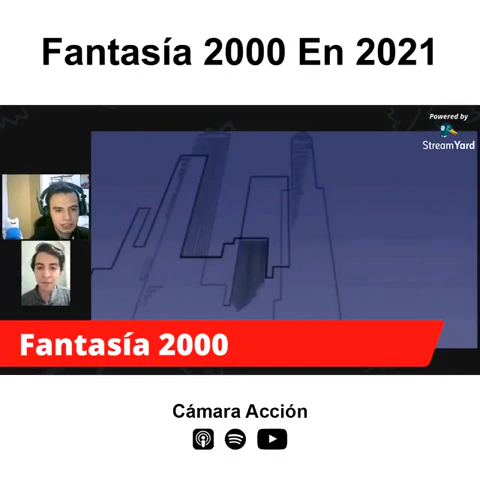 Fantasía 2000 En 2021
Powered by
StreamYard
Fantasía 2000
Cámara Acción